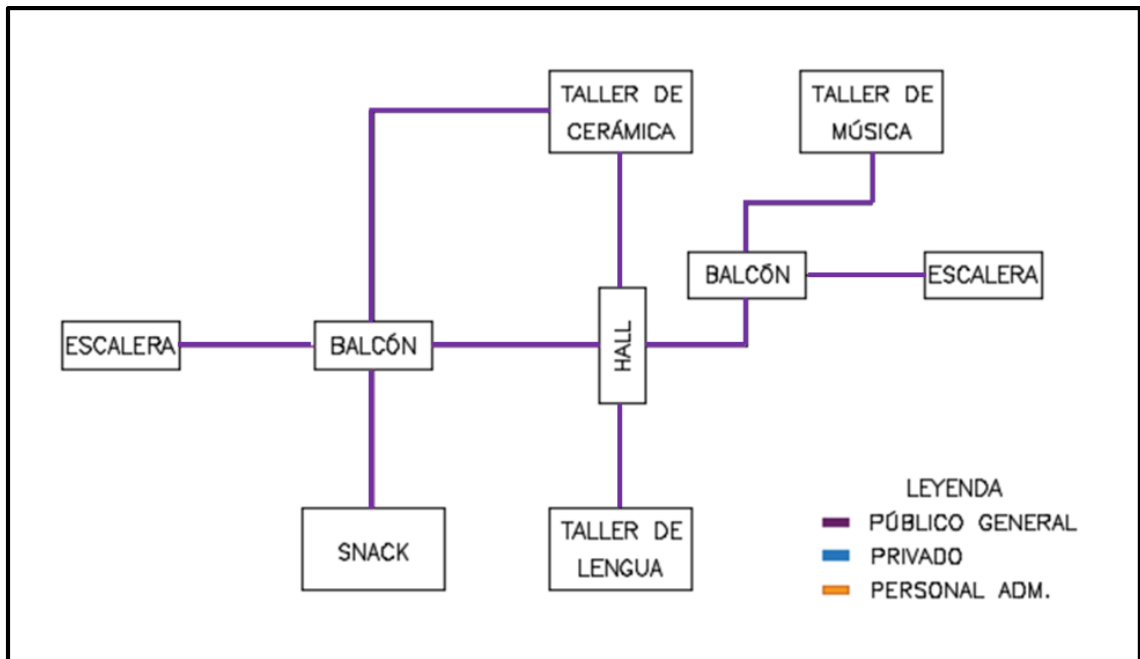 TALLER DE
CERÁMICA
TALLER DE
MÚSICA
BALCÓN
ESCALERA
ESCALERA
BALCÓN
HALL
SNACK
TALLER DE
LENGUA
LEYENDA
PÚBLICO GENERAL
PRIVADO
PERSONAL ADM.